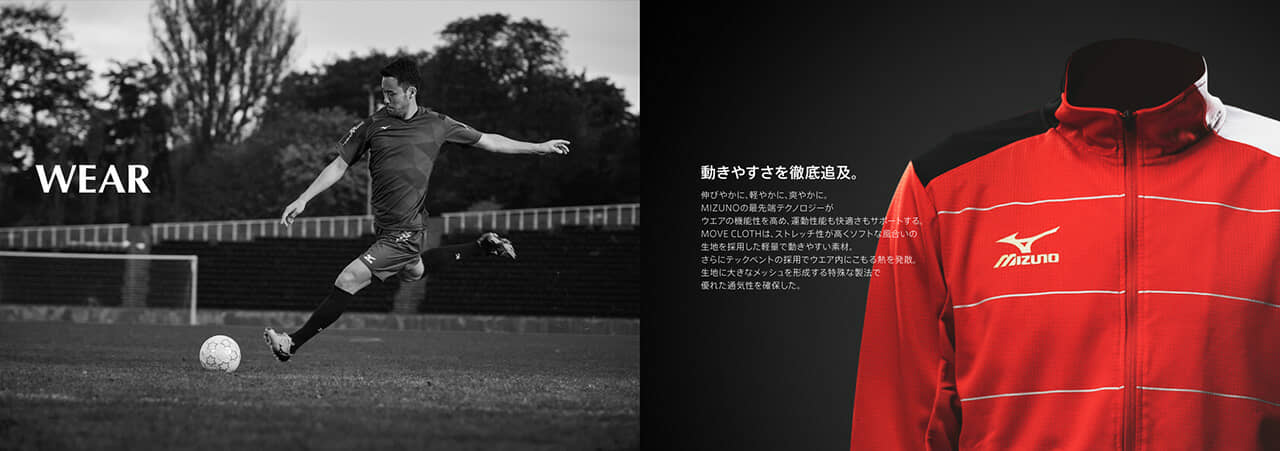 WEAR
動きやすさを徹底追及。
伸びやかに、軽やかに、爽やかに。
MIZUNOの最先端テクノロジーが
ウエアの機能性を高め、運動性能も快適さもサポートする。
MOVE CLOTHは、ストレッチ性が高くソフトな風合いの
生地を採用した軽量で動きやすい素材。
さらにテックベントの採用でウエア内にこもる熱を発散。
生地に大きなメッシュを形成する特殊な製法で
優れた通気性を確保した。
MIZUNO